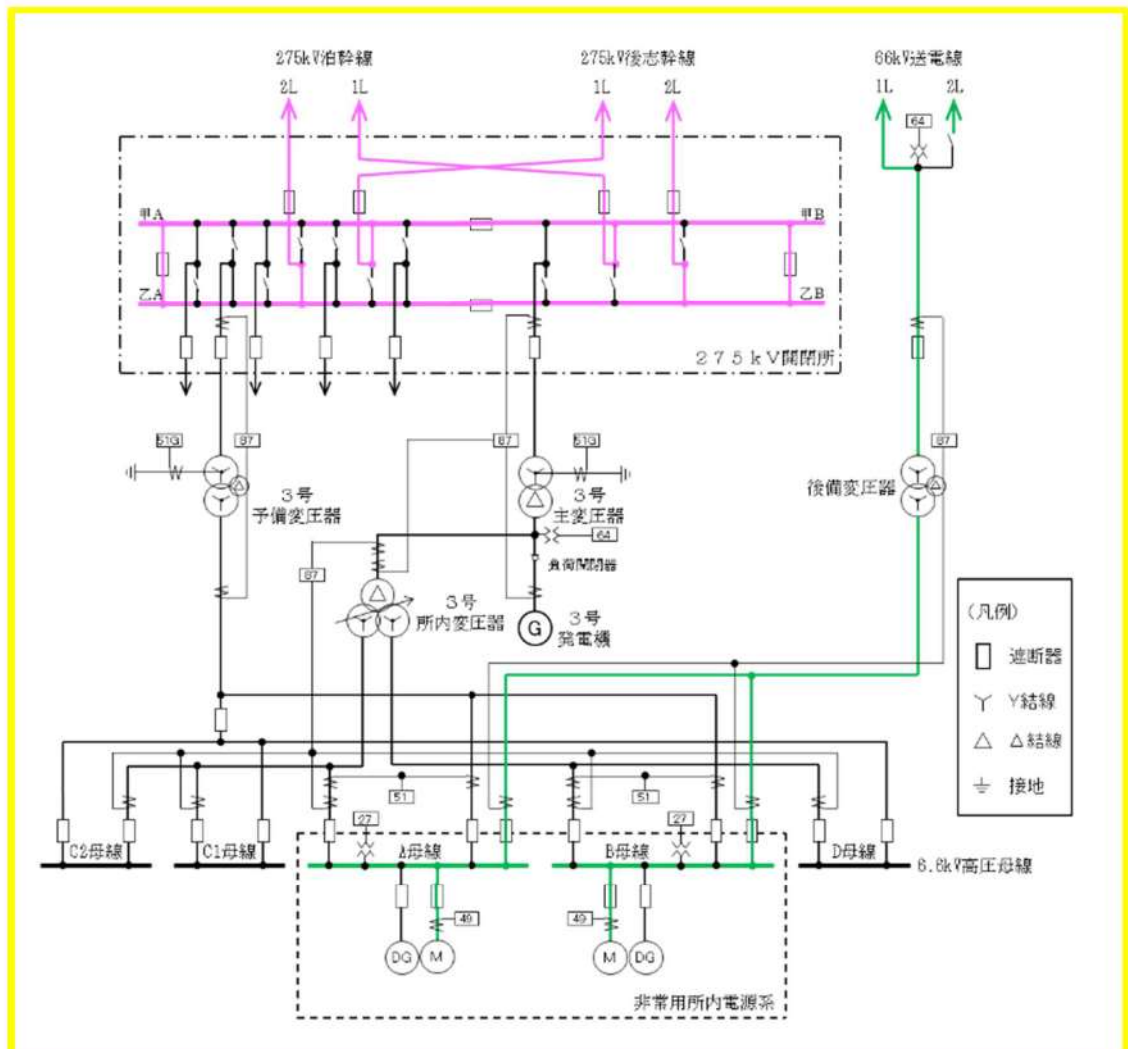 275kV泊幹線
275kV後志幹線
66kV送電線
2L
1L
1L
2L
1L
2L
64
甲A
甲B
乙A
乙B
275kV開閉所
51G
87
87
51G
87
3号
予備変圧器
3号
主変圧器
後備変圧器
64
負荷開閉器
87
3号
所内変圧器
G
3号
発電機
(凡例)
遮断器
Y結線
Δ結線
接地
51
51
27
27
C2母線
C1母線
A母線
B母線
D母線
6.6kV高圧母線
49
49
DG
M
M
DG
非常用所内電源系